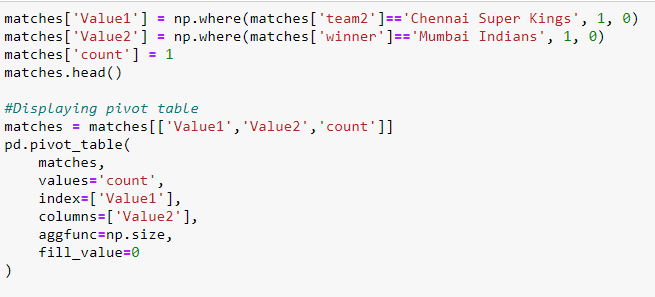 matches['Value1'] = np.where(matches['team2']=='Chennai Super Kings', 1, 0)
matches['Value2'] = np.where(matches['winner']=='Mumbai Indians', 1, 0)
matches['count'] = 1
matches.head()

#Displaying pivot table
matches = matches[['Value1','Value2','count']]
pd.pivot_table(
    matches,
    values='count',
    index=['Value1'],
    columns=['Value2'],
    aggfunc=np.size,
    fill_value=0
)